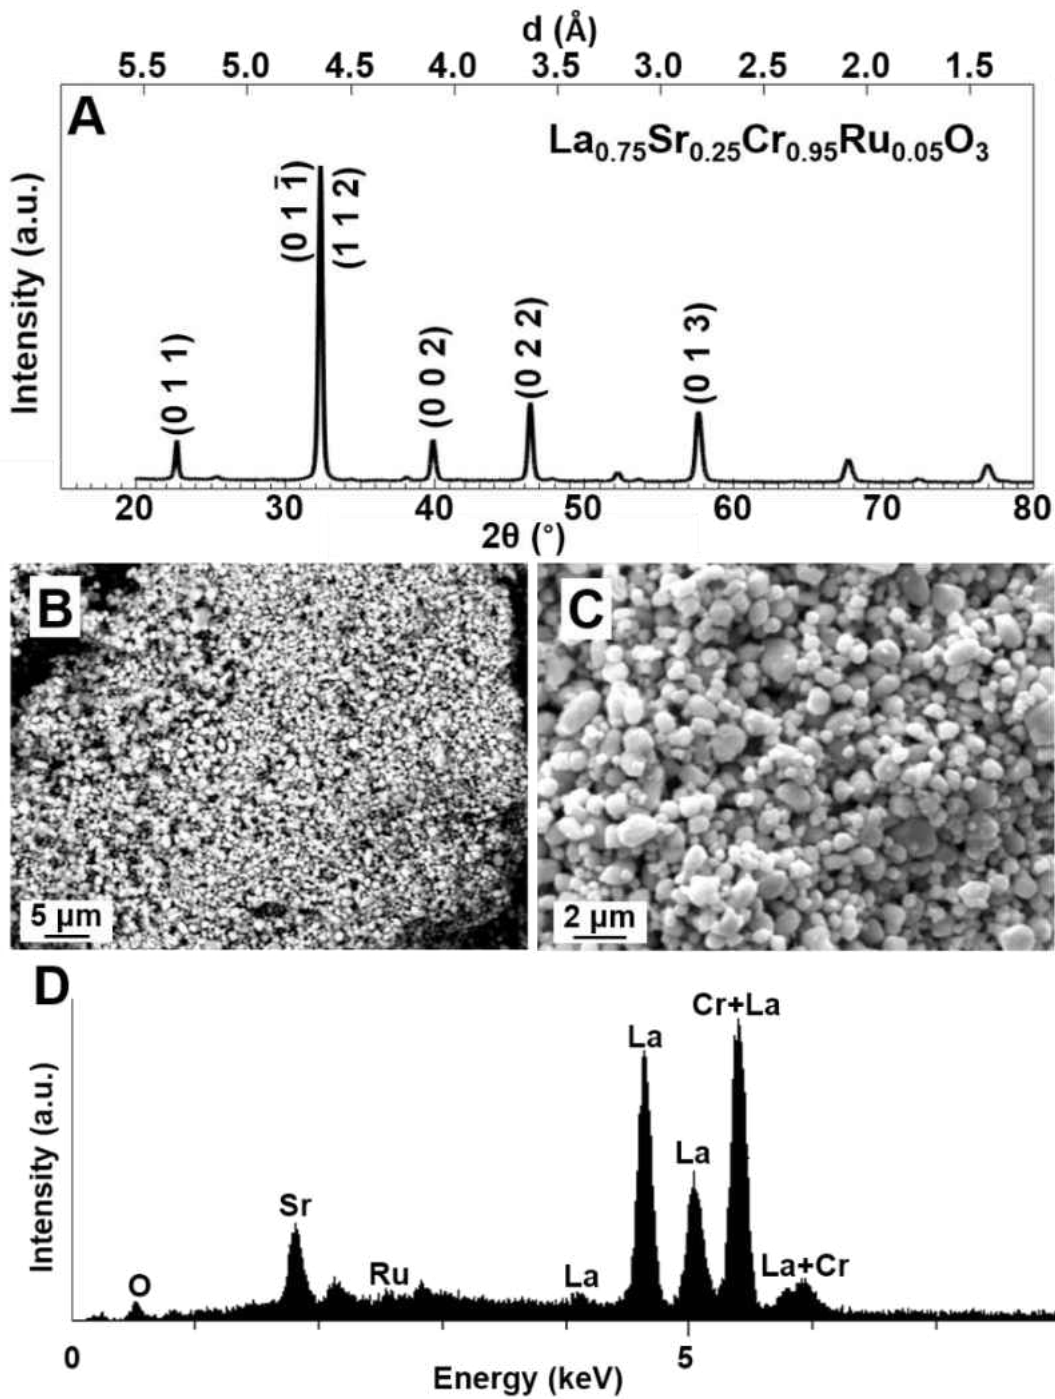 d (Å)
5.5 5.0 4.5 4.0 3.5 3.0 2.5 2.0 1.5
A
La0.75Sr0.25Cr0.95Ru0.05O3
Intensity (a.u.)
(0 1 1)
(0 1 1̄)
(1 1 2)
(0 0 2)
(0 2 2)
(0 1 3)
20 30 40 50 60 70 80
2θ (°)
B
5 µm
C
2 µm
D
Intensity (a.u.)
O
Sr
Ru
La
La
La
Cr+La
La+Cr
0 5
Energy (keV)